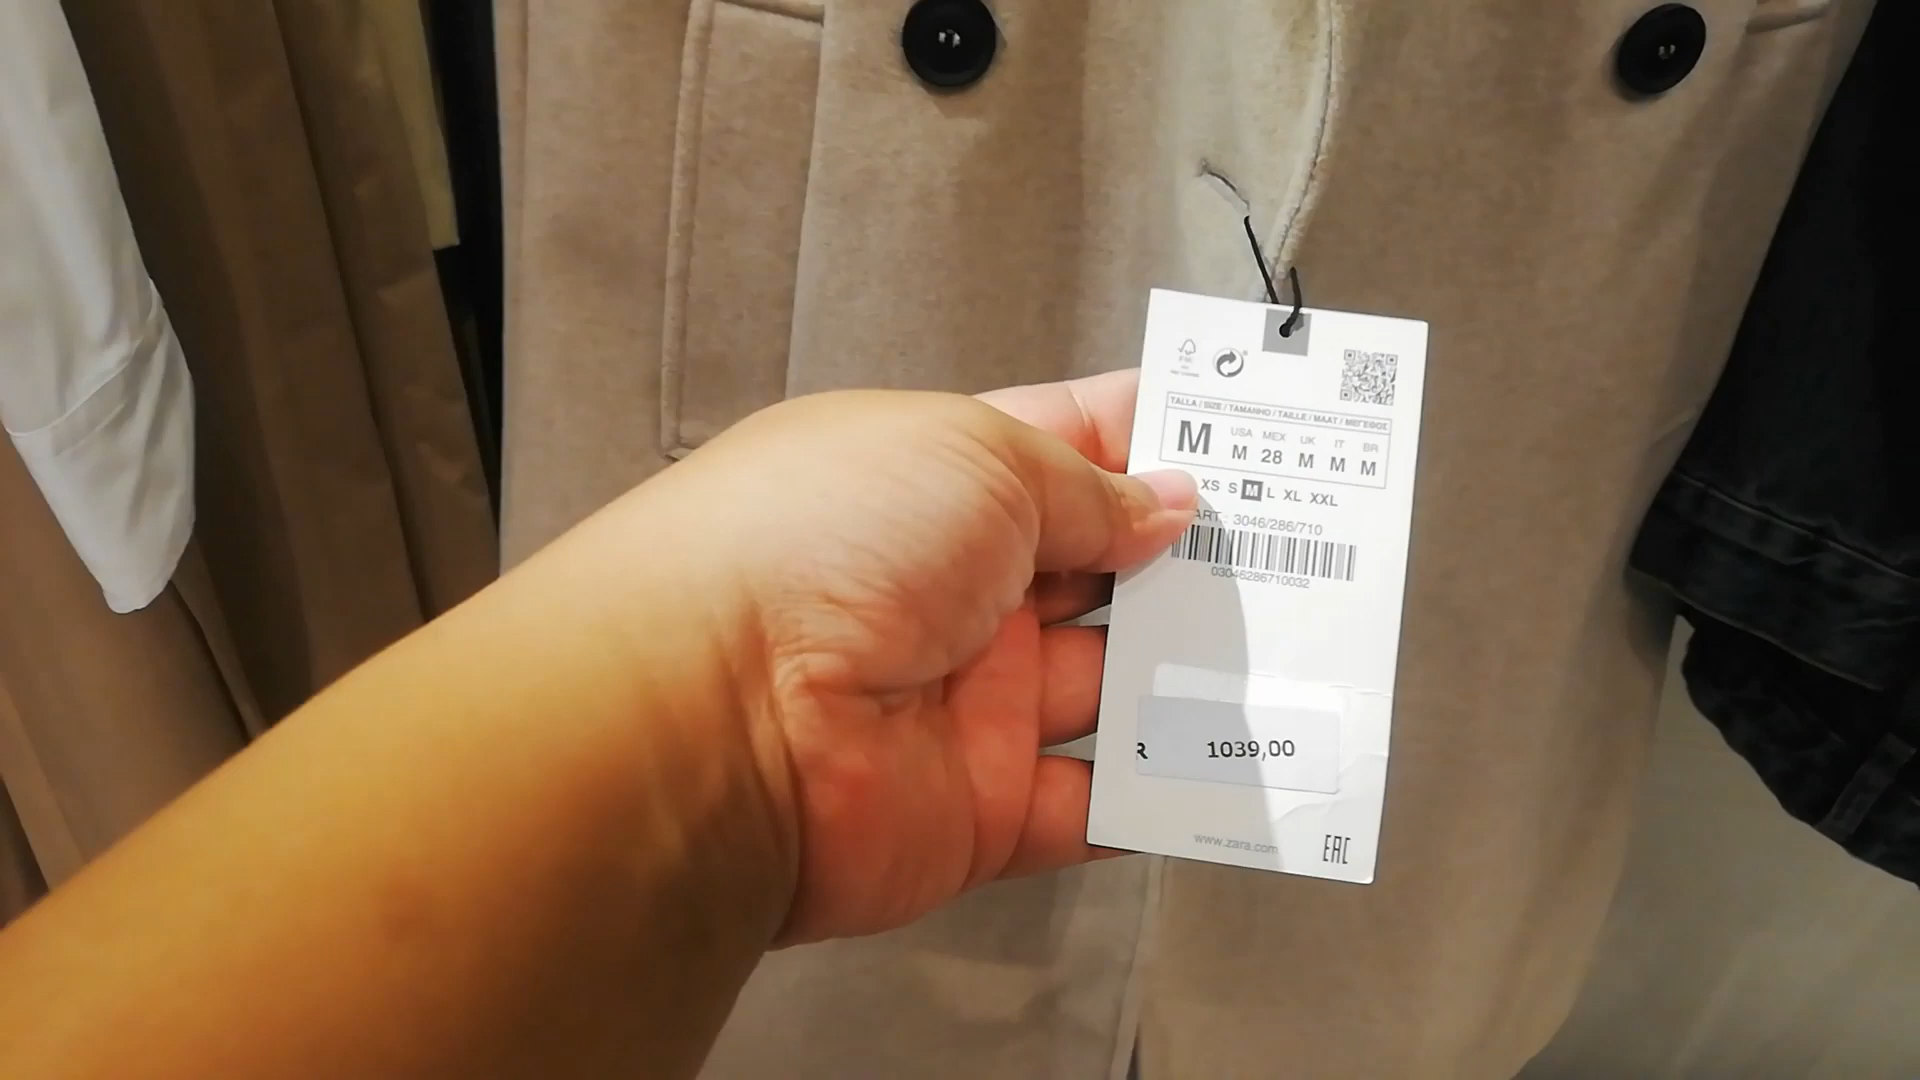 TALLA / SIZE / TAMANHO / TAILLE / MAAT / ΜΕΓΕΘΟΣ
M
USA MEX UK IT BR
M 28 M M M
XS S M L XL XXL
ART.: 3046/286/710
03046286710032
R 1039,00
www.zara.com
EAC